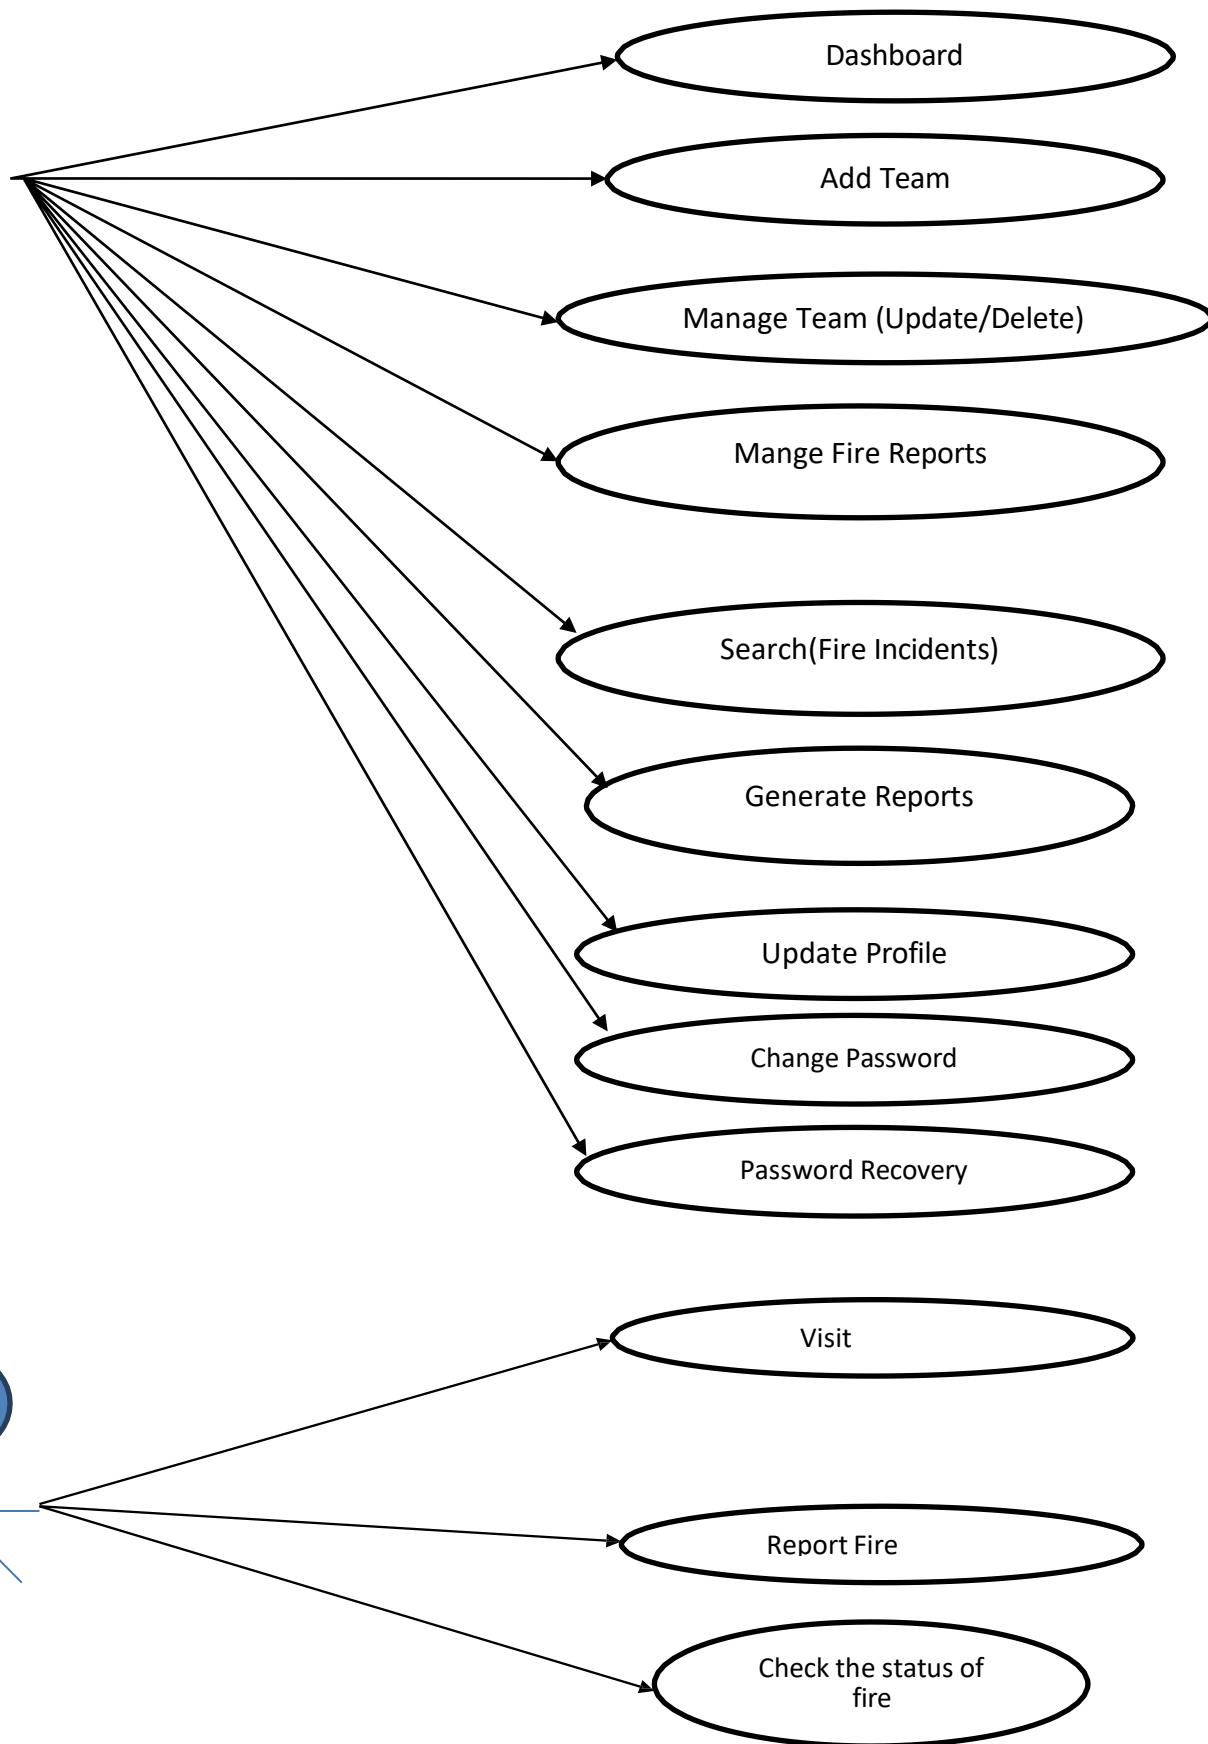 Dashboard
Add Team
Manage Team (Update/Delete)
Mange Fire Reports
Search(Fire Incidents)
Generate Reports
Update Profile
Change Password
Password Recovery
Visit
Report Fire
Check the status of
fire